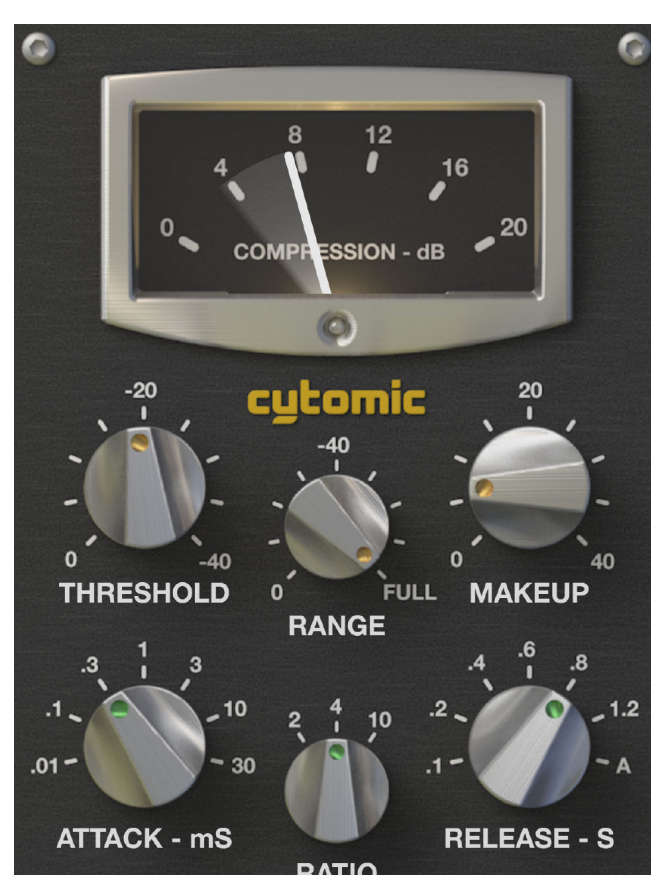 0 4 8 12 16 20
COMPRESSION - dB
cytomic
-20
0 -40
THRESHOLD
-40
0 FULL
RANGE
20
0 40
MAKEUP
.01 .1 .3 1 3 10 30
ATTACK - mS
2 4 10
RATIO
.1 .2 .4 .6 .8 1.2 A
RELEASE - S